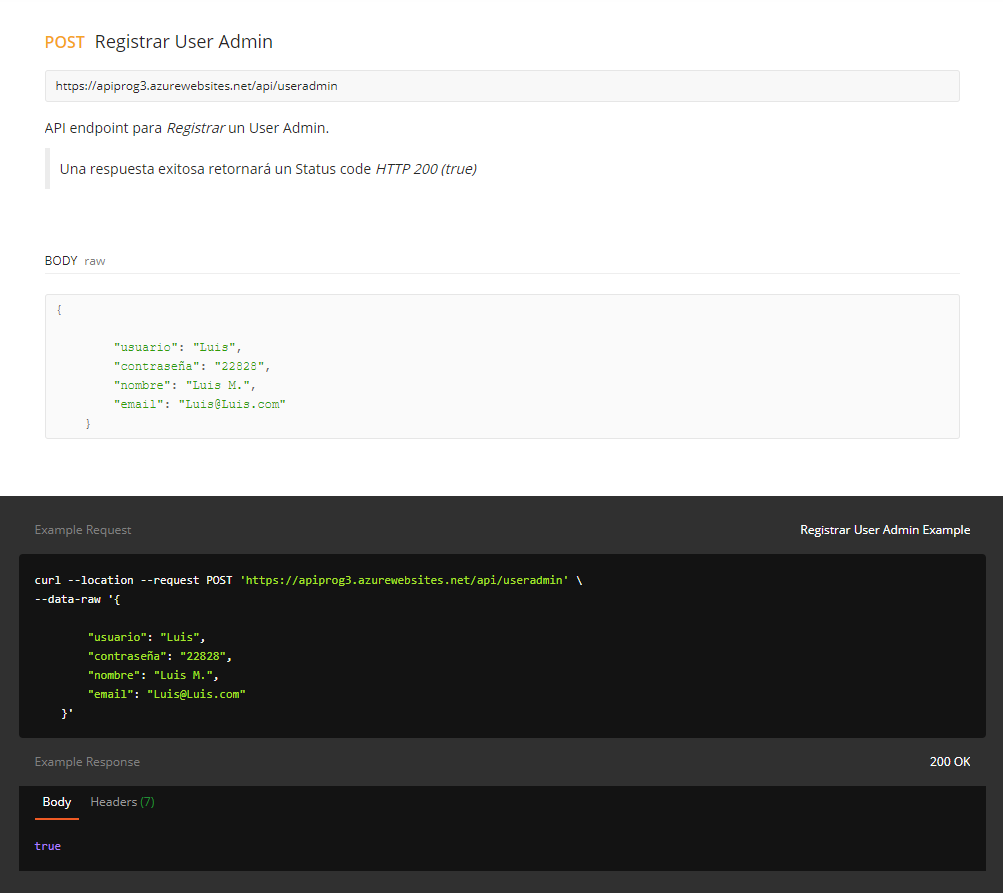 POST Registrar User Admin
https://apiprog3.azurewebsites.net/api/useradmin
API endpoint para Registrar un User Admin.
Una respuesta exitosa retornará un Status code HTTP 200 (true)
BODY raw
{
"usuario": "Luis",
"contraseña": "22828",
"nombre": "Luis M.",
"email": "Luis@Luis.com"
}
Example Request
Registrar User Admin Example
curl --location --request POST 'https://apiprog3.azurewebsites.net/api/useradmin' \
--data-raw '{
"usuario": "Luis",
"contraseña": "22828",
"nombre": "Luis M.",
"email": "Luis@Luis.com"
}'
Example Response
200 OK
Body Headers (7)
true